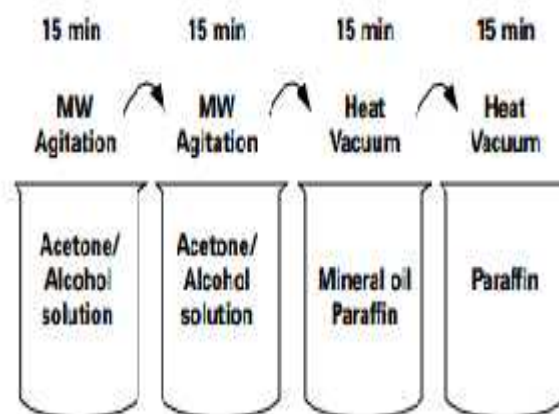 15 min 15 min 15 min 15 min
MW Agitation
MW Agitation
Heat Vacuum
Heat Vacuum
Acetone/
Alcohol
solution
Acetone/
Alcohol
solution
Mineral oil
Paraffin
Paraffin